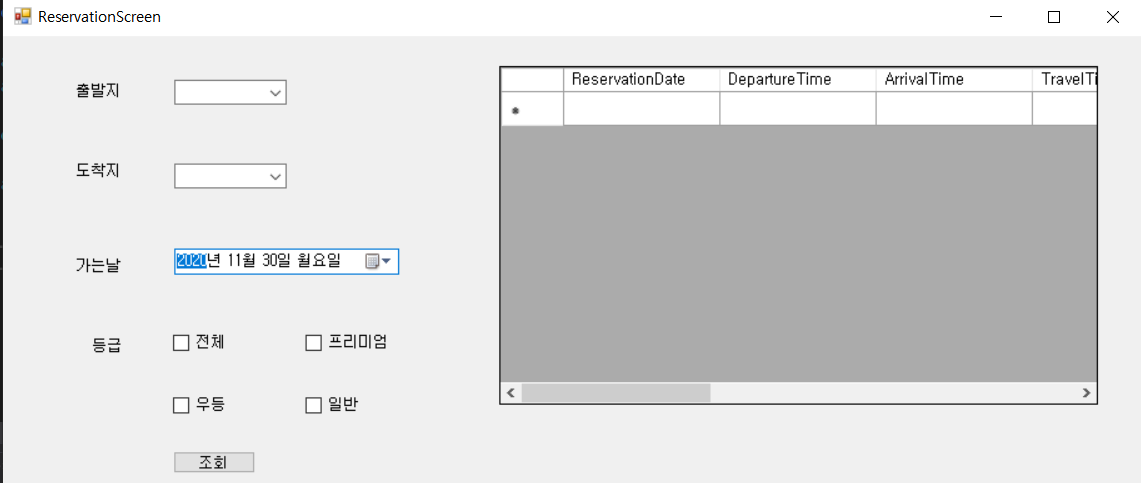 ReservationScreen
출발지
도착지
가는날
2020년 11월 30일 월요일
등급
전체
프리미엄
우등
일반
조회
ReservationDate DepartureTime ArrivalTime TravelTi